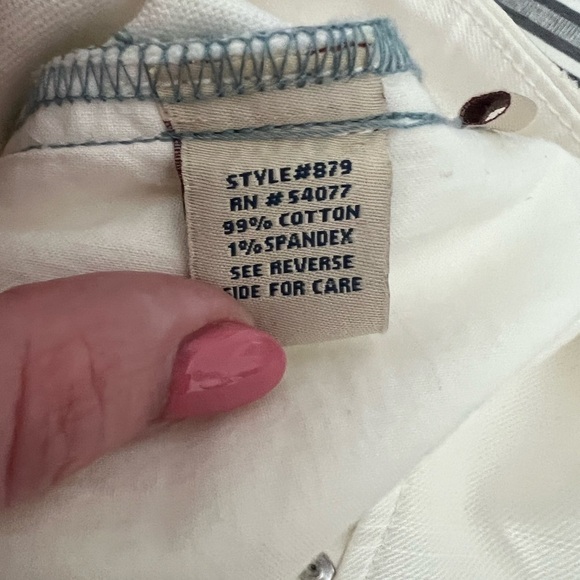 STYLE#879
RN #54077
99% COTTON
1% SPANDEX
SEE REVERSE
SIDE FOR CARE